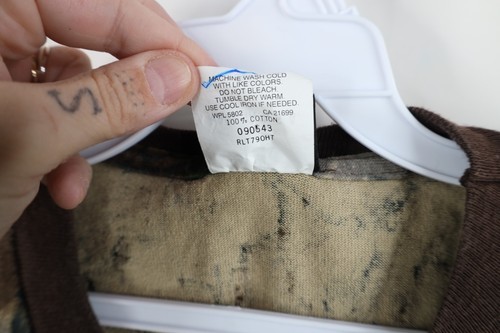 MACHINE WASH COLD
WITH LIKE COLORS.
DO NOT BLEACH
TUMBLE DRY WARM.
USE COOL IRON IF NEEDED.
WPL 5802 CA 21699
100% COTTON
090543
RLT790HT